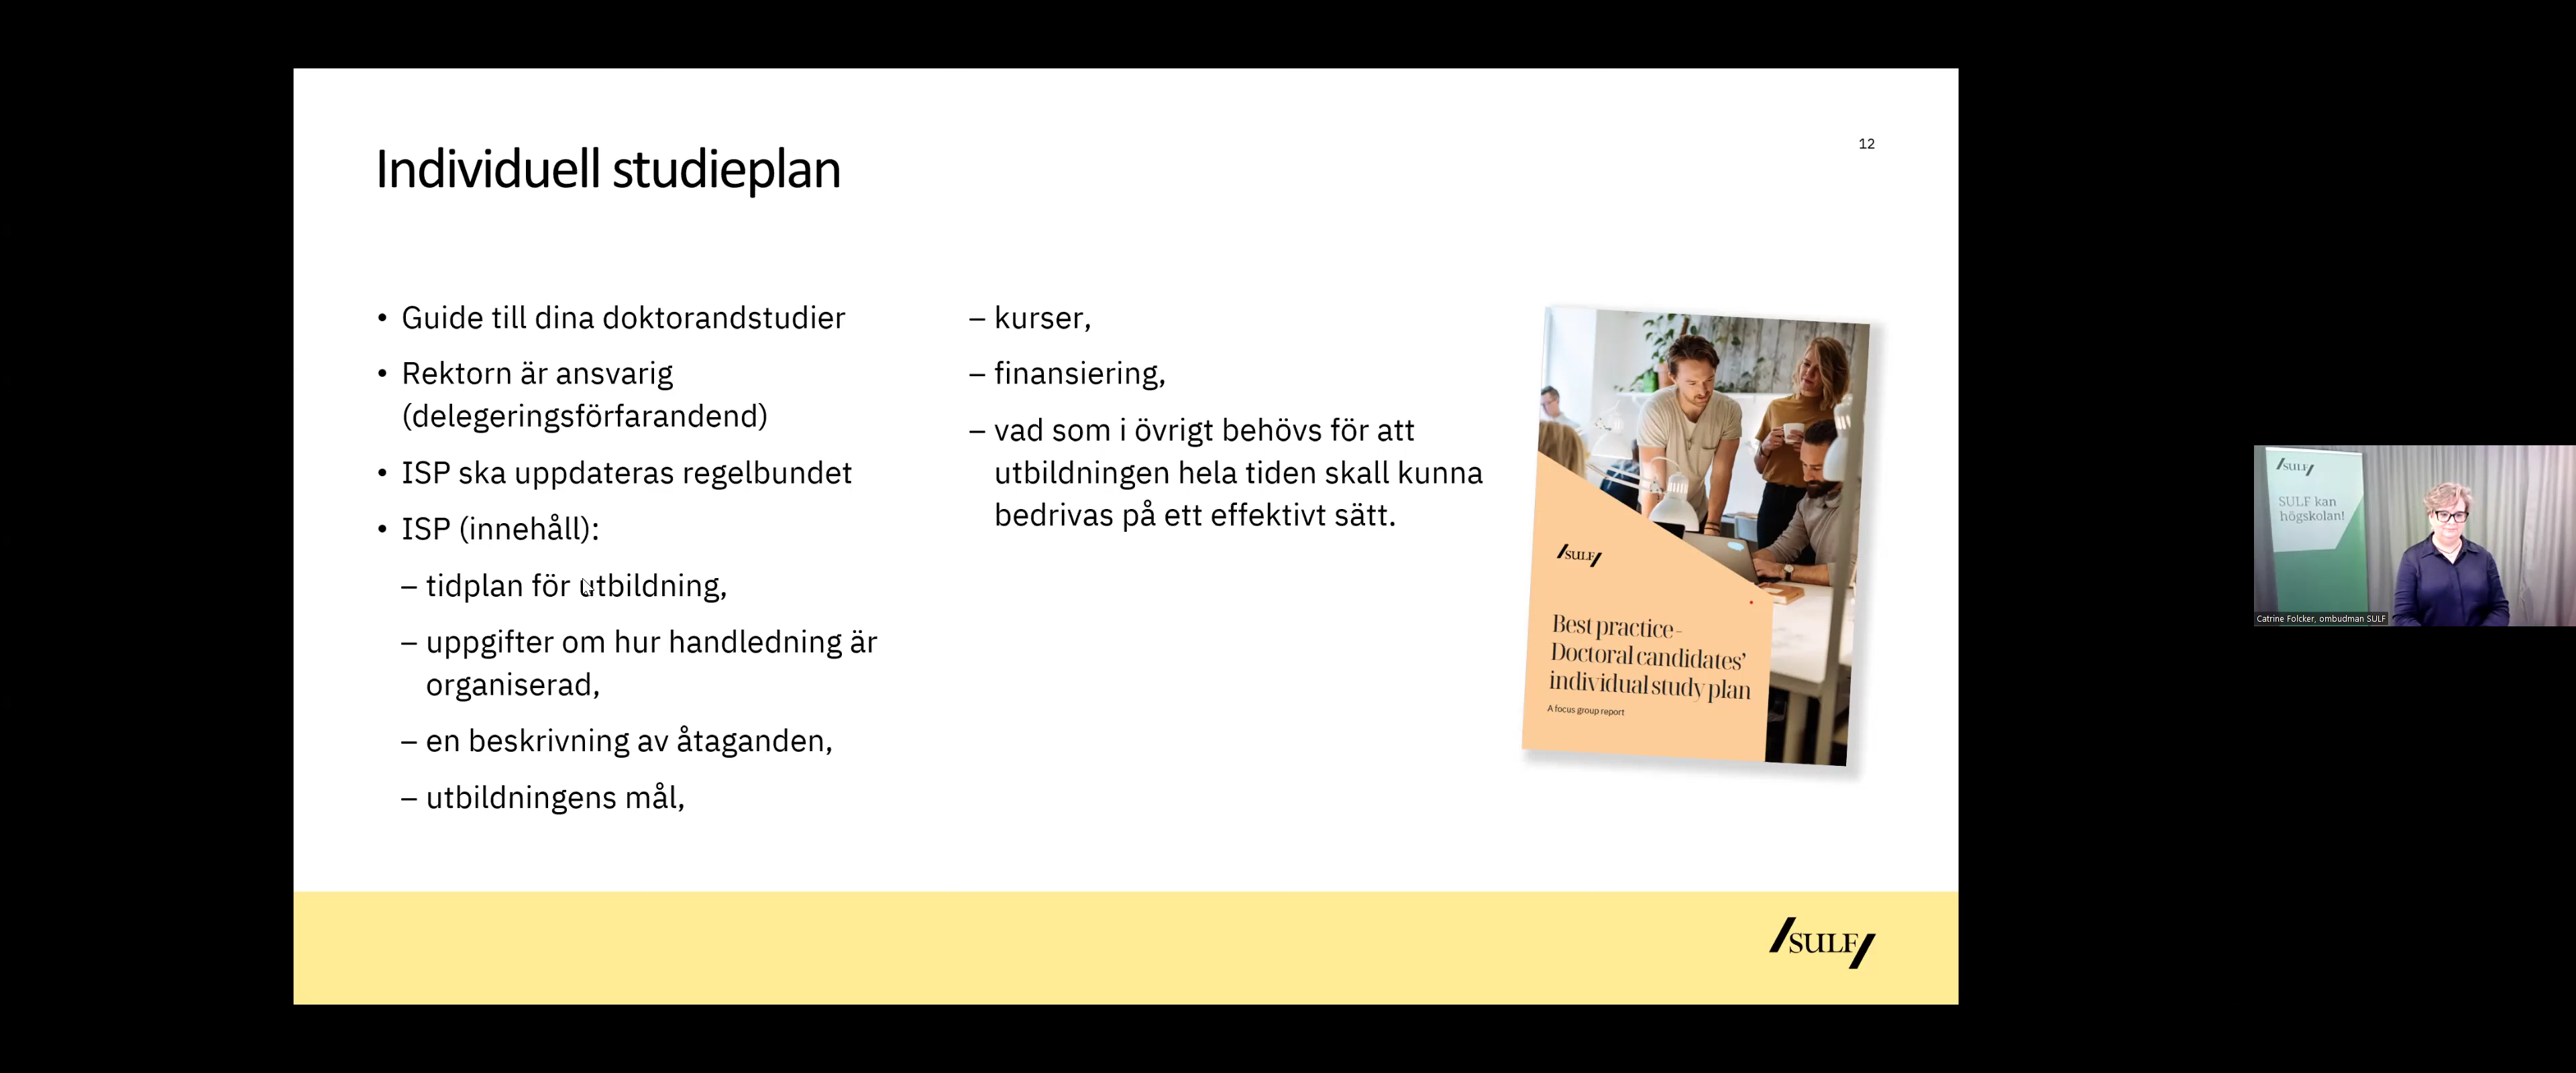 12
Individuell studieplan
• Guide till dina doktorandstudier
• Rektorn är ansvarig
(delegeringsförfarandend)
• ISP ska uppdateras regelbundet
• ISP (innehåll):
– tidplan för utbildning,
– uppgifter om hur handledning är
organiserad,
– en beskrivning av åtaganden,
– utbildningens mål,
– kurser,
– finansiering,
– vad som i övrigt behövs för att
utbildningen hela tiden skall kunna
bedrivas på ett effektivt sätt.
/SULF/
Best practice-
Doctoral candidates’
individual study plan
A focus group report
/SULF/
/SULF/
SULF kan
högskolan!
Catrine Folcker, ombudman SULF